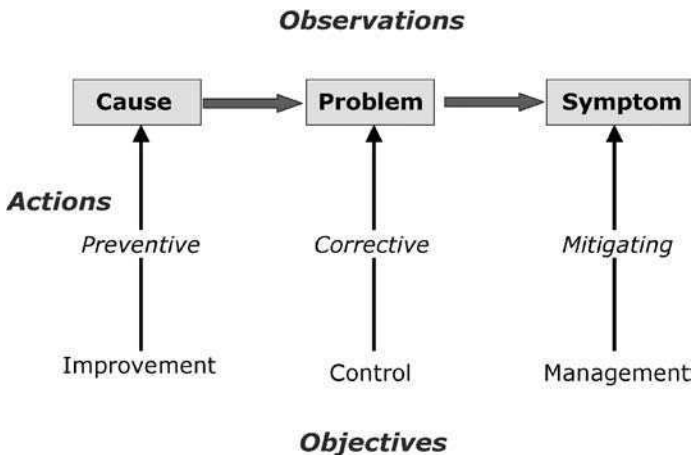 Observations
Cause Problem Symptom
Actions
Preventive Corrective Mitigating
Improvement Control Management
Objectives